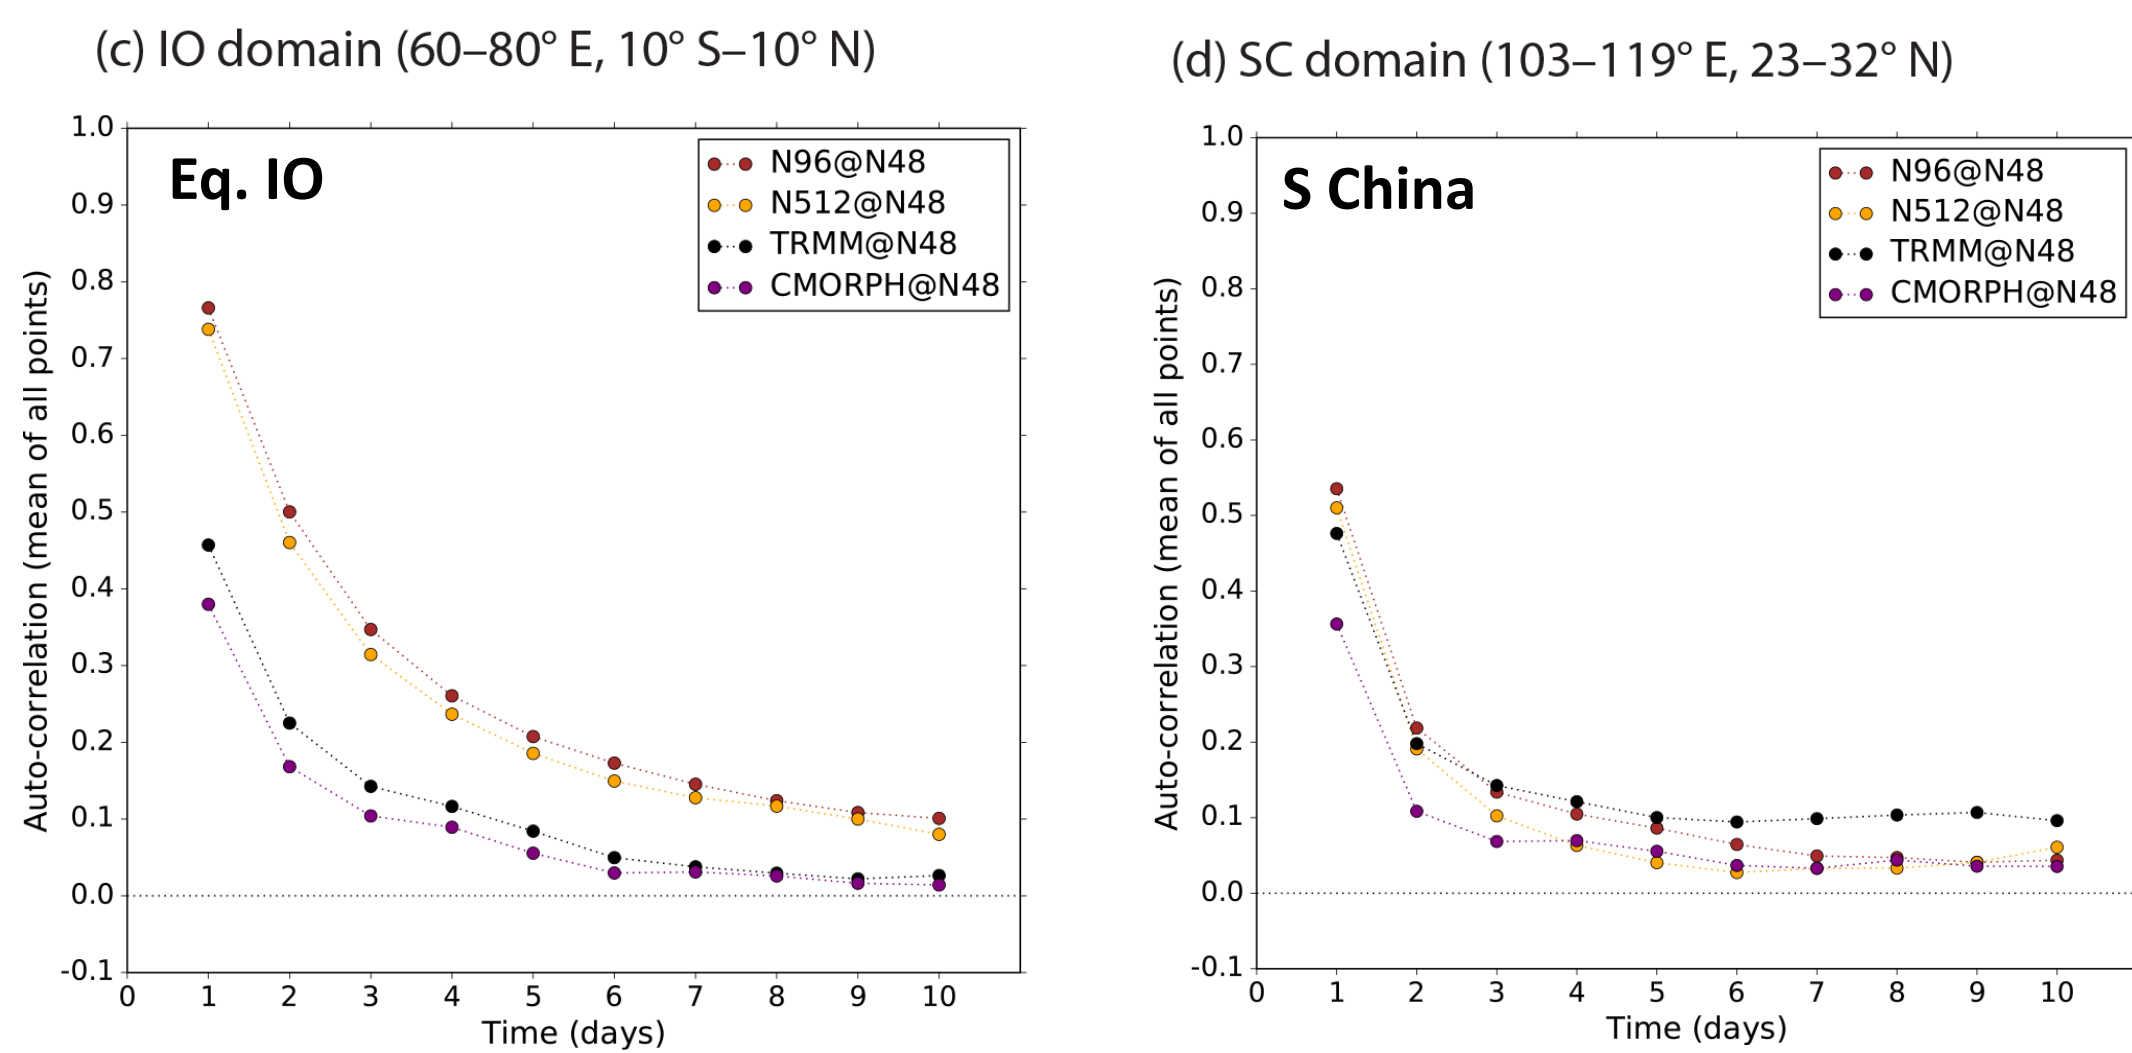 (c) IO domain (60–80° E, 10° S–10° N)
Eq. IO
N96@N48
N512@N48
TRMM@N48
CMORPH@N48
1.0
0.9
0.8
0.7
0.6
0.5
0.4
0.3
0.2
0.1
0.0
-0.1
Auto-correlation (mean of all points)
0 1 2 3 4 5 6 7 8 9 10
Time (days)
(d) SC domain (103–119° E, 23–32° N)
S China
N96@N48
N512@N48
TRMM@N48
CMORPH@N48
1.0
0.9
0.8
0.7
0.6
0.5
0.4
0.3
0.2
0.1
0.0
-0.1
Auto-correlation (mean of all points)
0 1 2 3 4 5 6 7 8 9 10
Time (days)